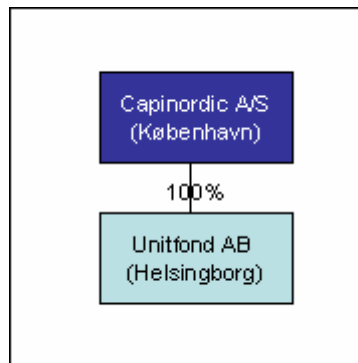 Capinordic A/S
(København)
100%
Unitfond AB
(Helsingborg)